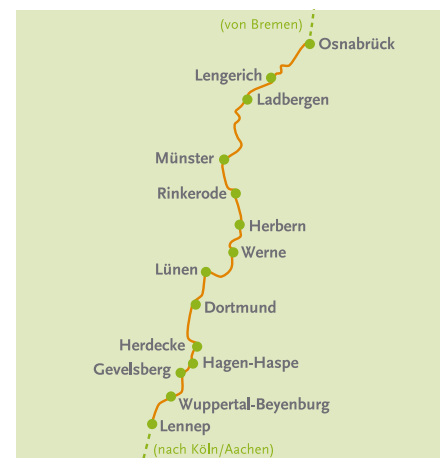 (von Bremen)
Osnabrück
Lengerich
Ladbergen
Münster
Rinkerode
Herbern
Werne
Lünen
Dortmund
Herdecke
Hagen-Haspe
Gevelsberg
Wuppertal-Beyenburg
Lennep
(nach Köln/Aachen)